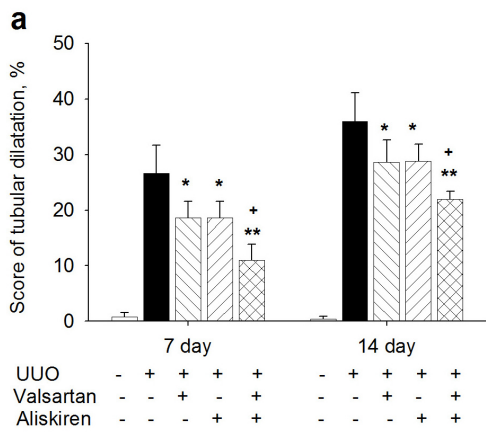 a
Score of tubular dilatation, %
50
40
30
20
10
0
* * + **
* * + **
7 day 14 day
UUO - + + + + - + + + +
Valsartan - - + - + - - + - +
Aliskiren - - - + + - - - + +